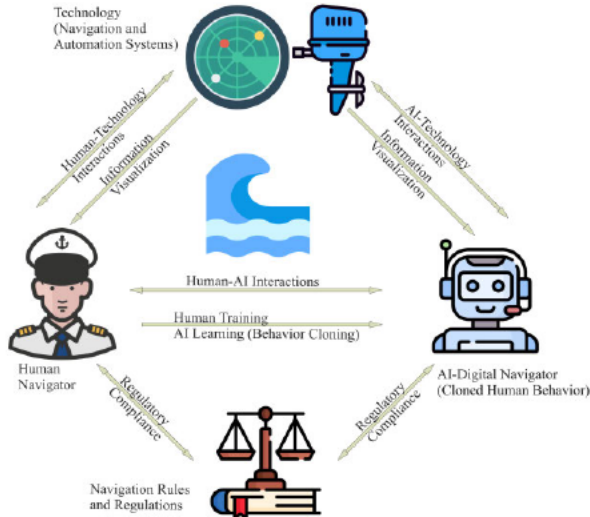 Technology
(Navigation and
Automation Systems)
Human-Technology
Interactions
Information
Visualization
AI-Technology
Interactions
Information
Visualization
Human-AI Interactions
Human Training
AI Learning (Behavior Cloning)
Human
Navigator
AI-Digital Navigator
(Cloned Human Behavior)
Regulatory
Compliance
Regulatory
Compliance
Navigation Rules
and Regulations